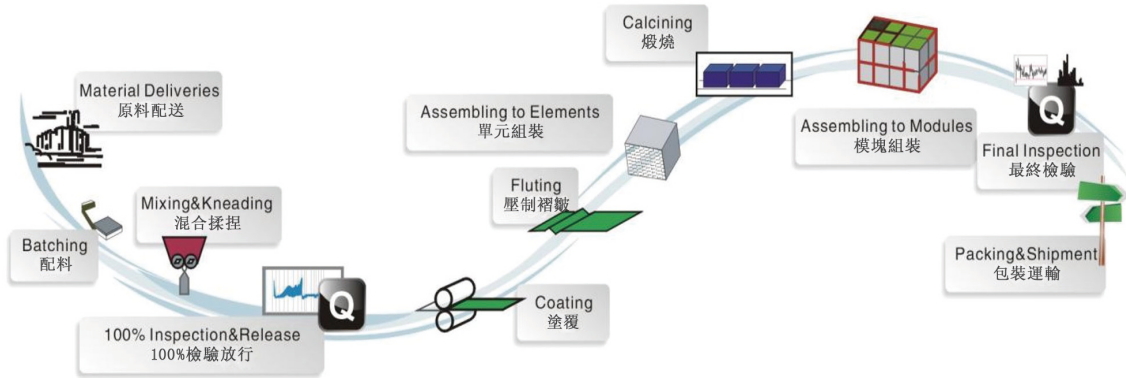 Material Deliveries
原料配送
Batching
配料
Mixing&Kneading
混合揉捏
100% Inspection&Release
100%檢驗放行
Q
Coating
塗覆
Fluting
壓制褶皺
Assembling to Elements
單元組裝
Calcining
煅燒
Assembling to Modules
模塊組裝
Q
Final Inspection
最終檢驗
Packing&Shipment
包裝運輸